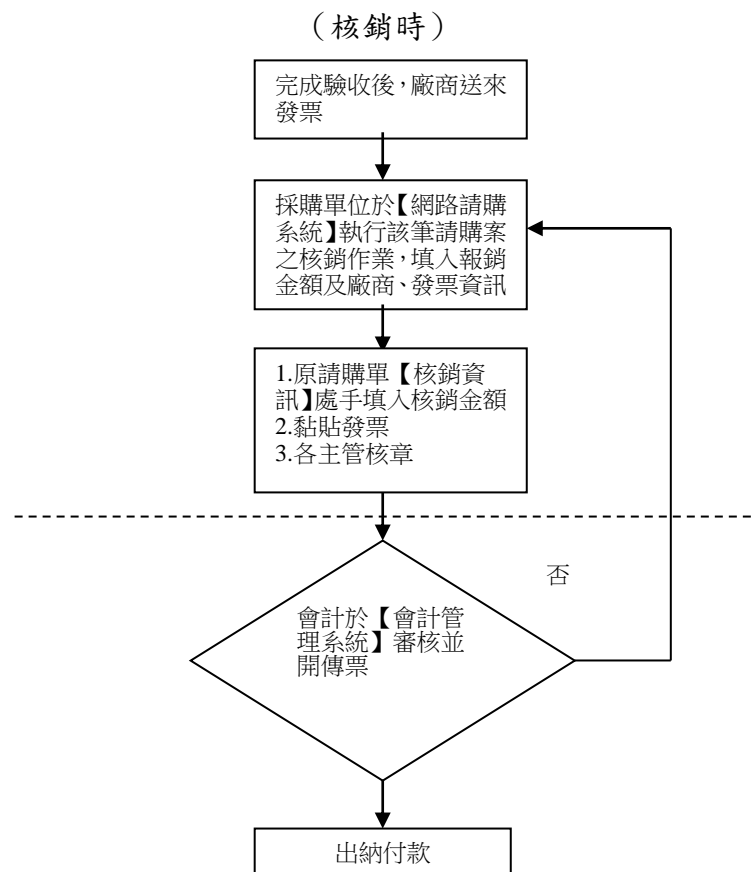 （核銷時）
完成驗收後，廠商送來
發票
採購單位於【網路請購
系統】執行該筆請購案
之核銷作業，填入報銷
金額及廠商、發票資訊
1.原請購單【核銷資
訊】處手填入核銷金額
2.黏貼發票
3.各主管核章
否
會計於【會計管
理系統】審核並
開傳票
出納付款